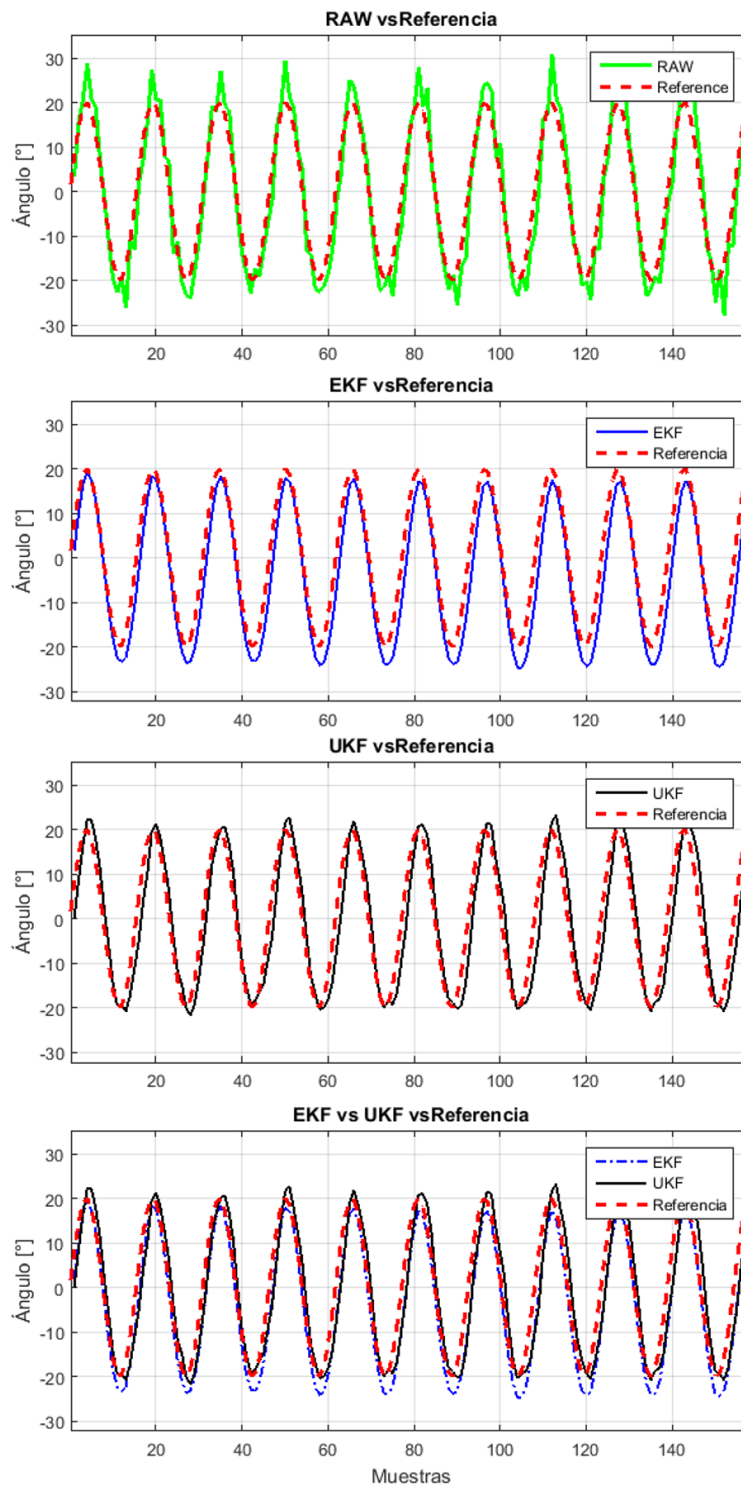 RAW vsReferencia
30
20
10
0
-10
-20
-30
Ángulo [°]
RAW
Reference
20 40 60 80 100 120 140
EKF vsReferencia
30
20
10
0
-10
-20
-30
Ángulo [°]
EKF
Referencia
20 40 60 80 100 120 140
UKF vsReferencia
30
20
10
0
-10
-20
-30
Ángulo [°]
UKF
Referencia
20 40 60 80 100 120 140
EKF vs UKF vsReferencia
30
20
10
0
-10
-20
-30
Ángulo [°]
EKF
UKF
Referencia
20 40 60 80 100 120 140
Muestras